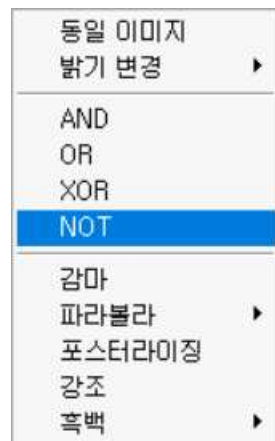 동일 이미지
밝기 변경
AND
OR
XOR
NOT
감마
파라볼라
포스터라이징
강조
흑백